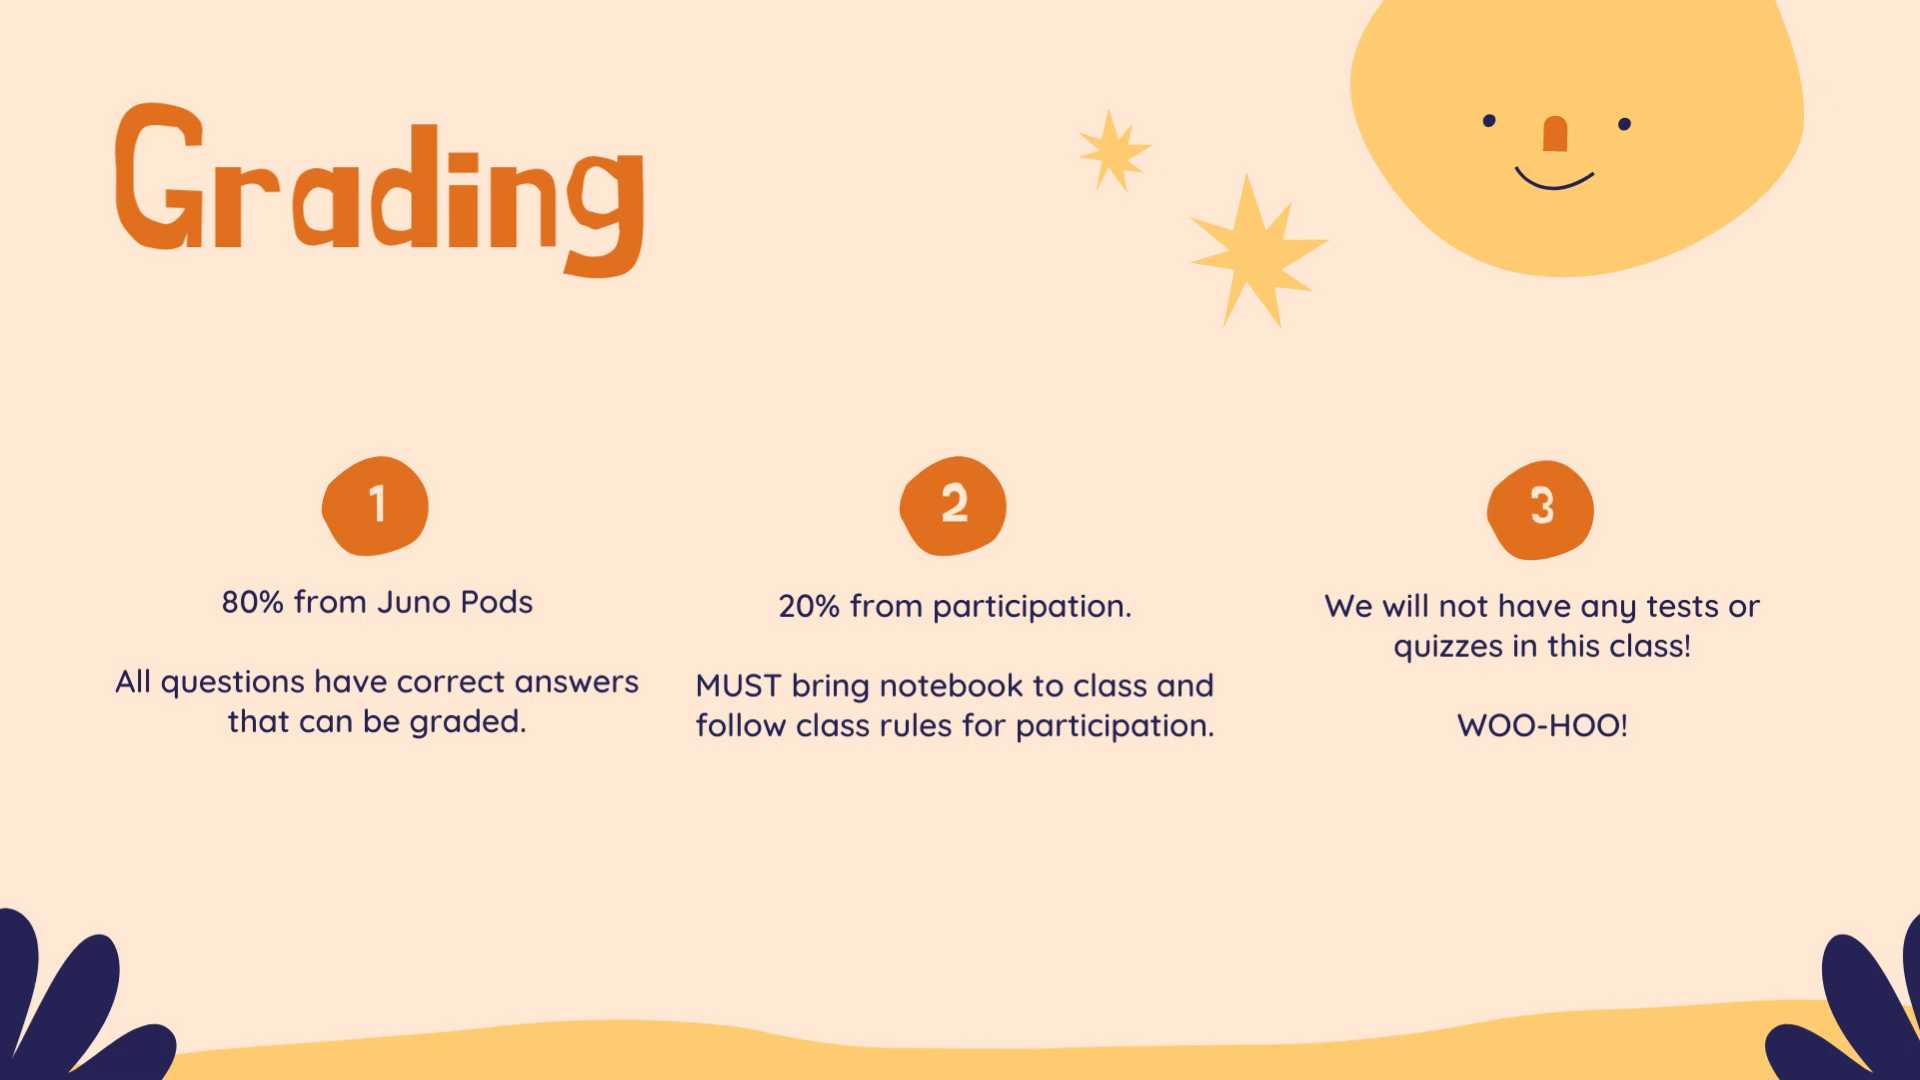 Grading
1
80% from Juno Pods
All questions have correct answers
that can be graded.
2
20% from participation.
MUST bring notebook to class and
follow class rules for participation.
3
We will not have any tests or
quizzes in this class!
WOO-HOO!